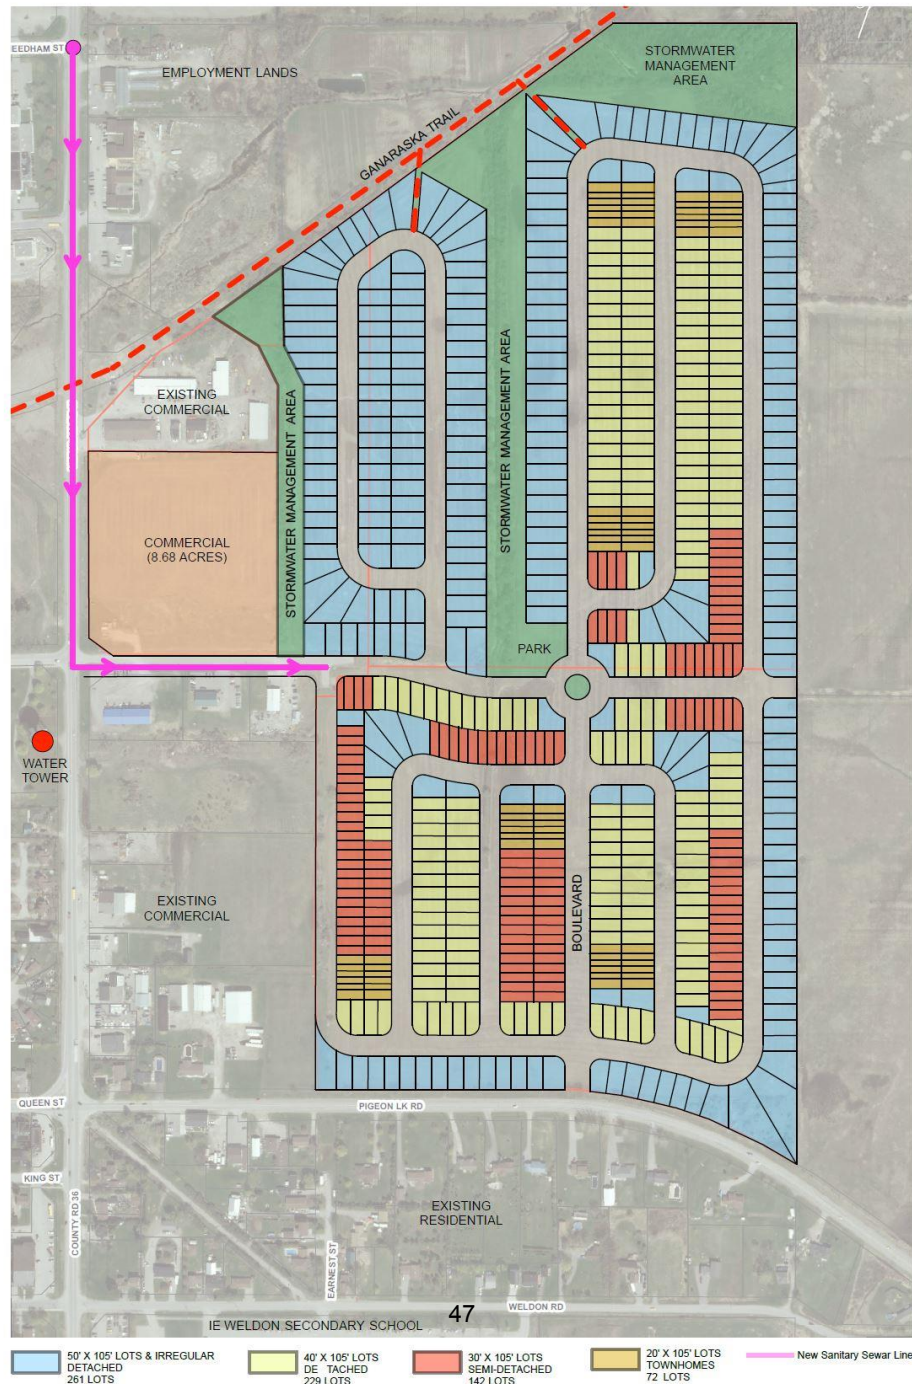 EEDHAM ST
EMPLOYMENT LANDS
STORMWATER
MANAGEMENT
AREA
GANARASKA TRAIL
EXISTING
COMMERCIAL
STORMWATER MANAGEMENT AREA
STORMWATER MANAGEMENT AREA
COMMERCIAL
(8.68 ACRES)
PARK
WATER
TOWER
EXISTING
COMMERCIAL
BOULEVARD
QUEEN ST
PIGEON LK RD
KING ST
COUNTY RD 36
EXISTING
RESIDENTIAL
EARNEST ST
47
WELDON RD
IE WELDON SECONDARY SCHOOL
50' X 105' LOTS & IRREGULAR
DETACHED
261 LOTS
40' X 105' LOTS
DE TACHED
229 LOTS
30' X 105' LOTS
SEMI-DETACHED
142 LOTS
20' X 105' LOTS
TOWNHOMES
72 LOTS
New Sanitary Sewar Line